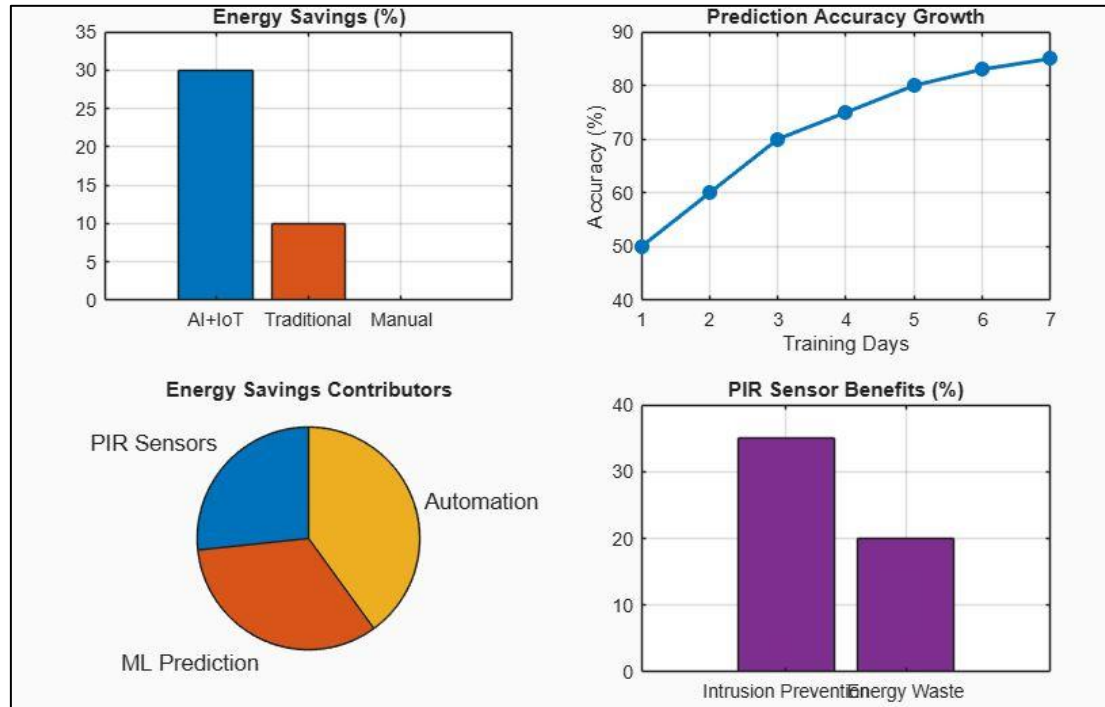 Energy Savings (%)
35
30
25
20
15
10
5
0
AI+IoT Traditional Manual
Prediction Accuracy Growth
90
80
70
60
50
40
Accuracy (%)
1 2 3 4 5 6 7
Training Days
Energy Savings Contributors
PIR Sensors
Automation
ML Prediction
PIR Sensor Benefits (%)
40
30
20
10
0
Intrusion Prevention Energy Waste